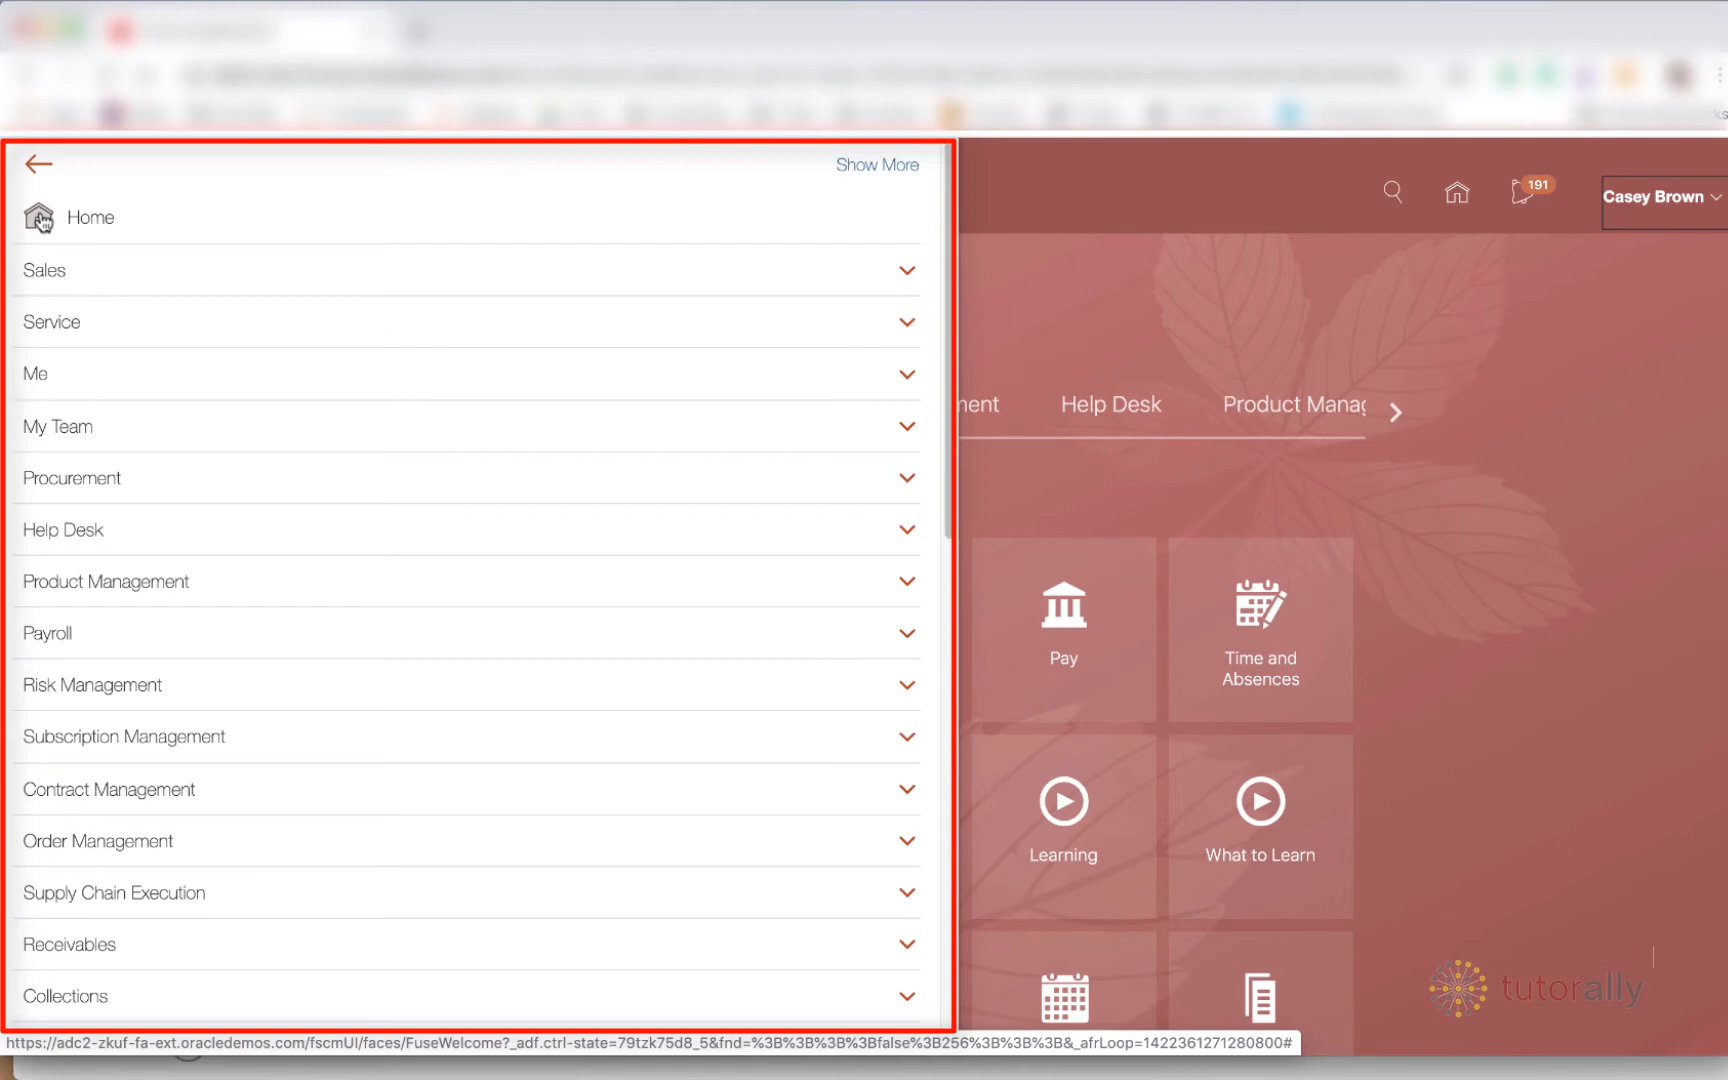 Show More
Home
Sales
Service
Me
My Team
Procurement
Help Desk
Product Management
Payroll
Risk Management
Subscription Management
Contract Management
Order Management
Supply Chain Execution
Receivables
Collections
191
Casey Brown
ment
Help Desk
Product Manag
Pay
Time and
Absences
Learning
What to Learn
tutorally
https://adc2-zkuf-fa-ext.oracledemos.com/fscmUI/faces/FuseWelcome?_adf.ctrl-state=79tzk75d8_5&fnd=%3B%3B%3B%3Bfalse%3B256%3B%3B%3B&_afrLoop=1422361271280800#